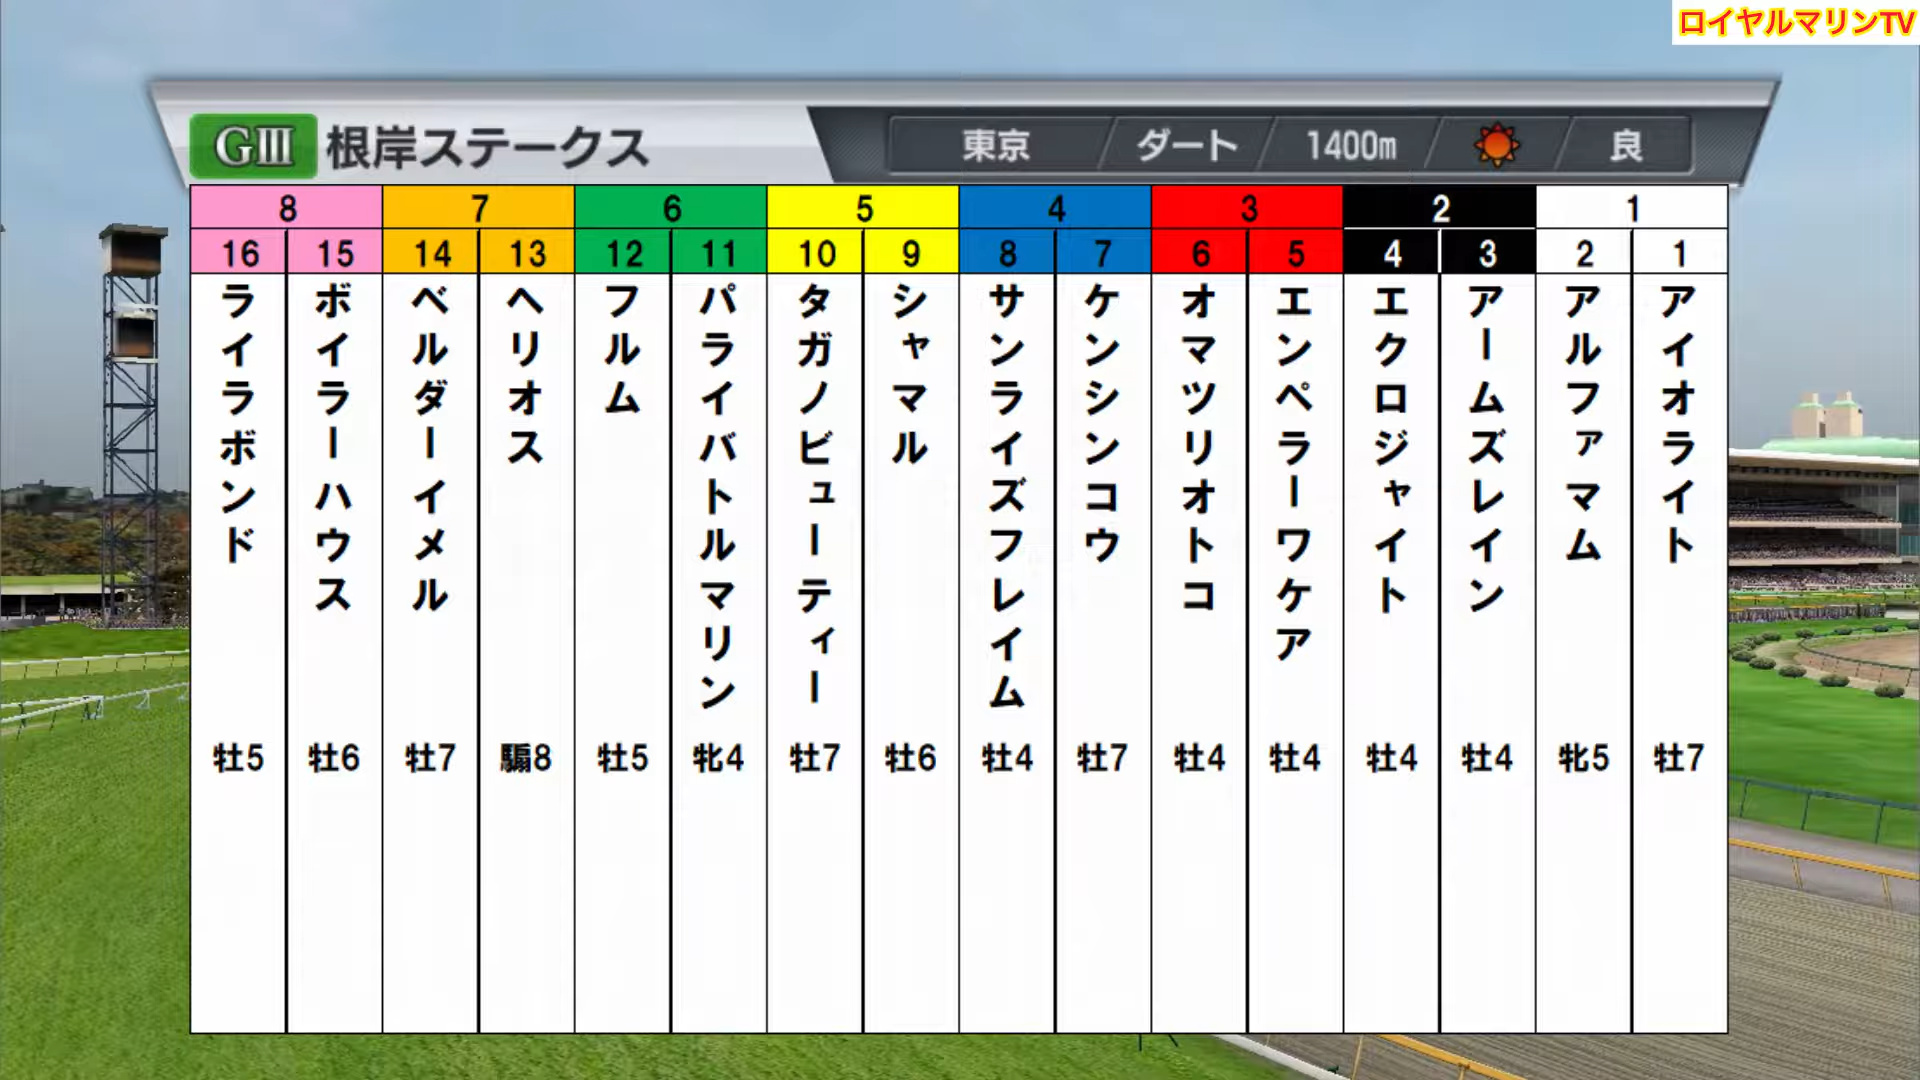 ロイヤルマリンTV
GIII 根岸ステークス 東京 ダート 1400m 良
8 7 6 5 4 3 2 1
16 15 14 13 12 11 10 9 8 7 6 5 4 3 2 1
アイオライト
アルファマム
アームズレイン
エクロジャイト
エンペラーワケア
オマツリオトコ
ケンシンコウ
サンライズフレイム
シャマル
タガノビューティー
パライバトルマリン
フルム
ヘリオス
ベルダーイメル
ボイラーハウス
ライラボンド
牡5 牡6 牡7 騸8 牡5 牝4 牡7 牡6 牡4 牡7 牡4 牡4 牡4 牡4 牝5 牡7